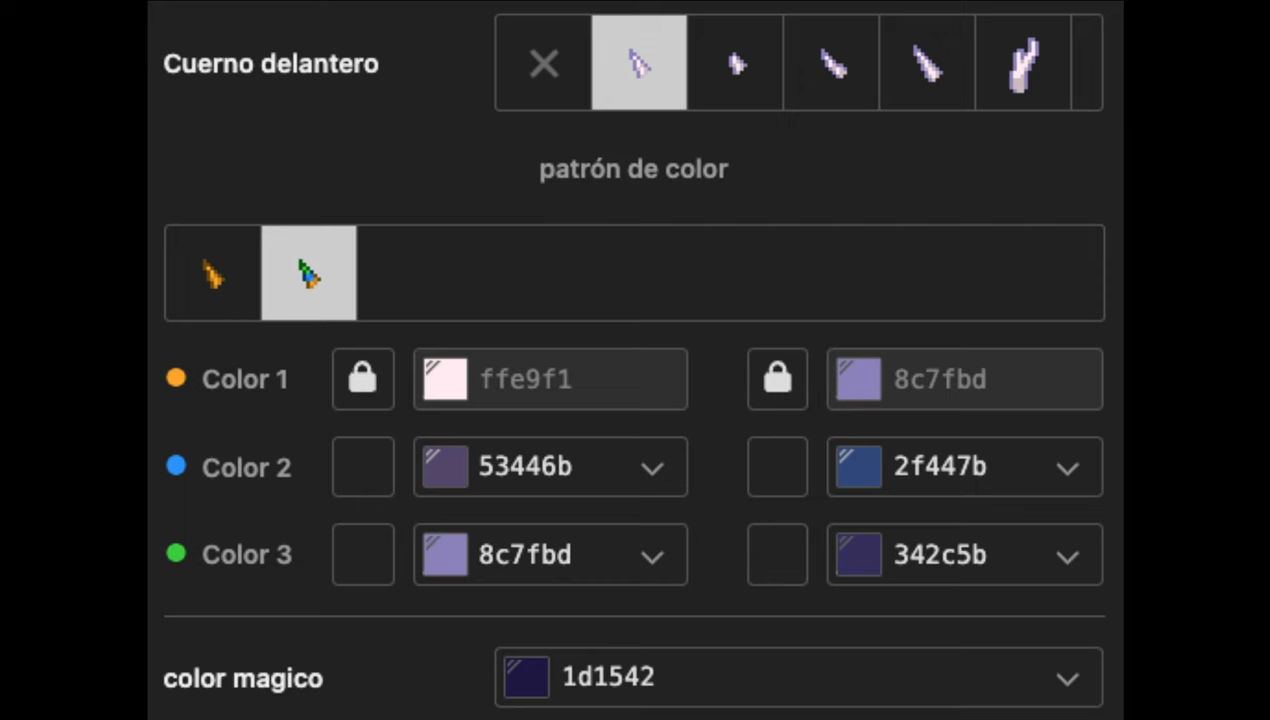 Cuerno delantero
patrón de color
Color 1 ffe9f1 8c7fbd
Color 2 53446b 2f447b
Color 3 8c7fbd 342c5b
color magico 1d1542